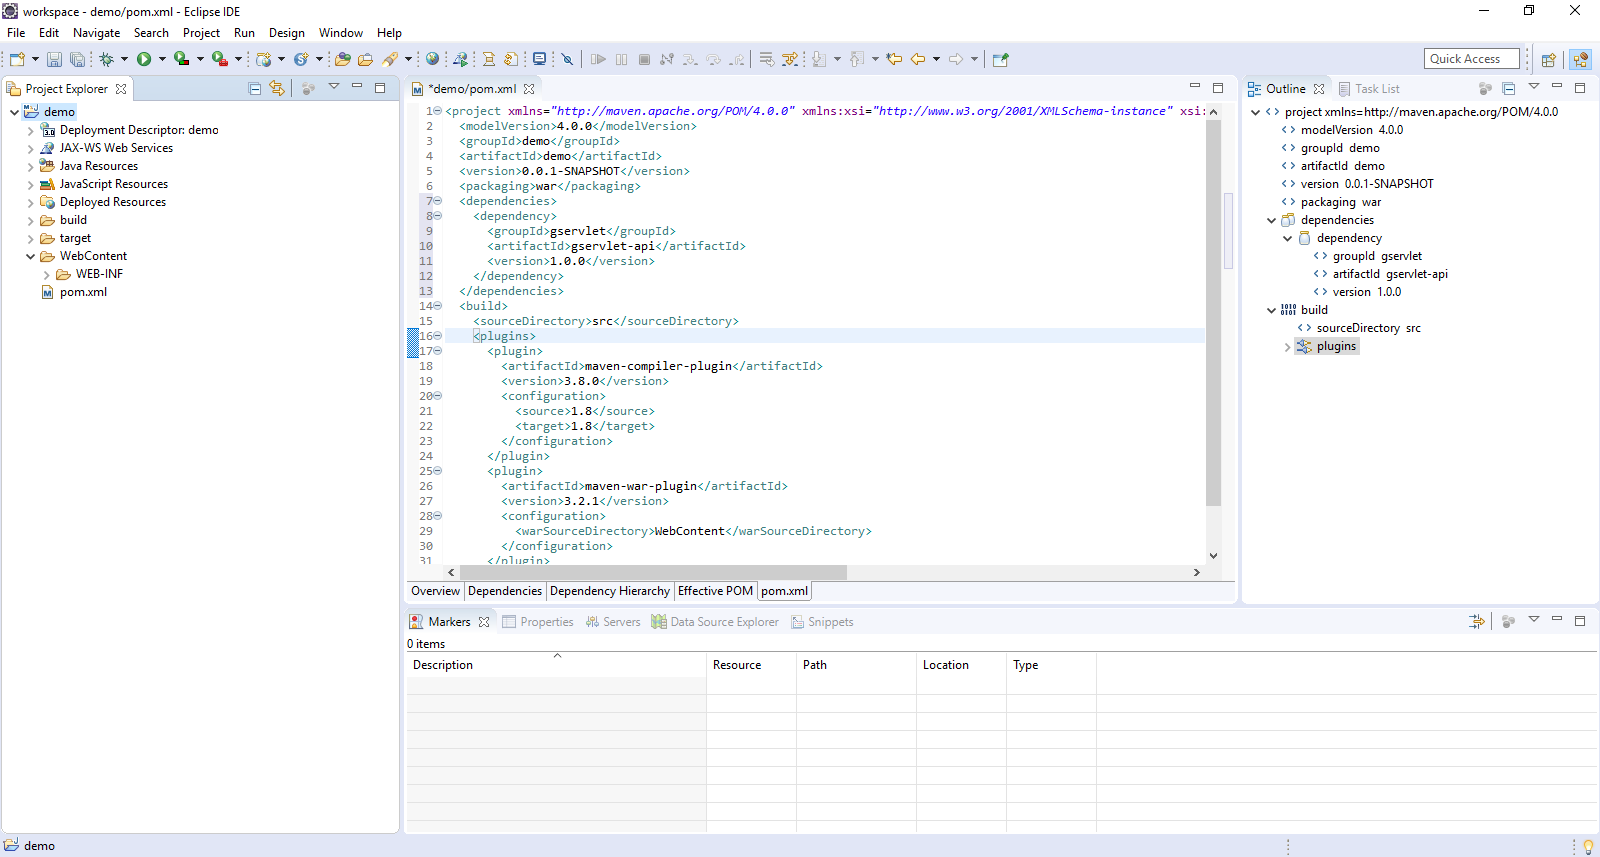 workspace - demo/pom.xml - Eclipse IDE
File Edit Navigate Search Project Run Design Window Help
Quick Access
Project Explorer
demo
Deployment Descriptor: demo
JAX-WS Web Services
Java Resources
JavaScript Resources
Deployed Resources
build
target
WebContent
WEB-INF
pom.xml
*demo/pom.xml
1 <project xmlns="http://maven.apache.org/POM/4.0.0" xmlns:xsi="http://www.w3.org/2001/XMLSchema-instance" xsi:
2 <modelVersion>4.0.0</modelVersion>
3 <groupId>demo</groupId>
4 <artifactId>demo</artifactId>
5 <version>0.0.1-SNAPSHOT</version>
6 <packaging>war</packaging>
7 <dependencies>
8 <dependency>
9 <groupId>gservlet</groupId>
10 <artifactId>gservlet-api</artifactId>
11 <version>1.0.0</version>
12 </dependency>
13 </dependencies>
14 <build>
15 <sourceDirectory>src</sourceDirectory>
16 <plugins>
17 <plugin>
18 <artifactId>maven-compiler-plugin</artifactId>
19 <version>3.8.0</version>
20 <configuration>
21 <source>1.8</source>
22 <target>1.8</target>
23 </configuration>
24 </plugin>
25 <plugin>
26 <artifactId>maven-war-plugin</artifactId>
27 <version>3.2.1</version>
28 <configuration>
29 <warSourceDirectory>WebContent</warSourceDirectory>
30 </configuration>
31 </plugin>
Overview Dependencies Dependency Hierarchy Effective POM pom.xml
Outline Task List
project xmlns=http://maven.apache.org/POM/4.0.0
modelVersion 4.0.0
groupId demo
artifactId demo
version 0.0.1-SNAPSHOT
packaging war
dependencies
dependency
groupId gservlet
artifactId gservlet-api
version 1.0.0
build
sourceDirectory src
plugins
Markers Properties Servers Data Source Explorer Snippets
0 items
Description Resource Path Location Type
demo